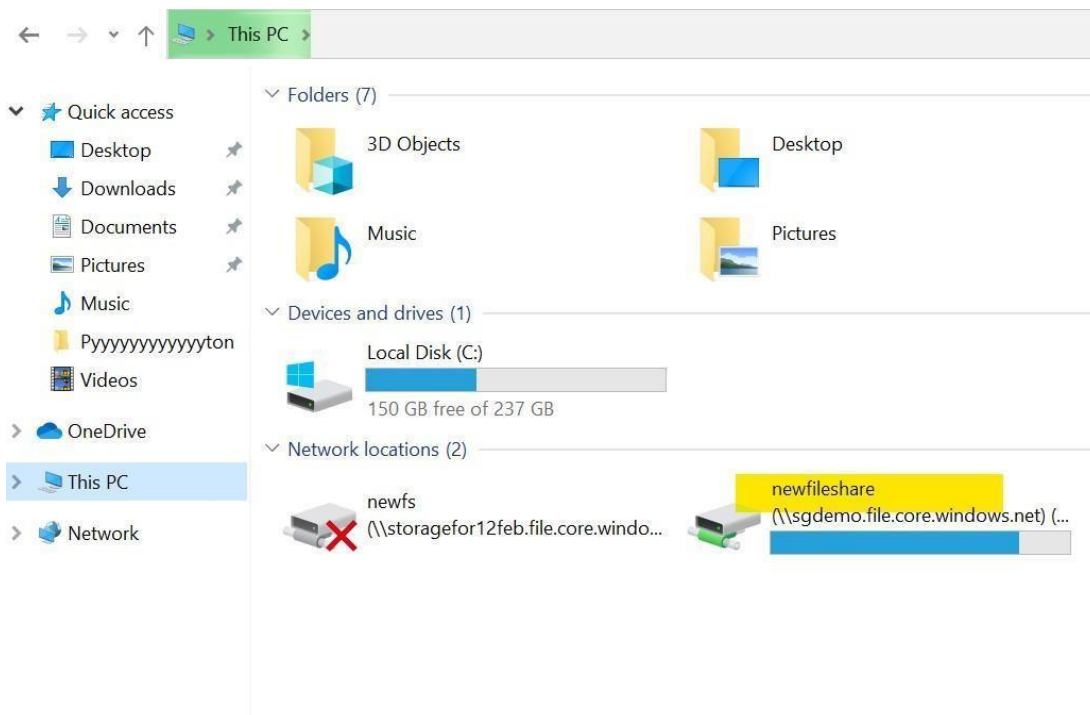 This PC
Quick access
Desktop
Downloads
Documents
Pictures
Music
Pyyyyyyyyyyyyton
Videos
OneDrive
This PC
Network
Folders (7)
3D Objects
Desktop
Music
Pictures
Devices and drives (1)
Local Disk (C:)
150 GB free of 237 GB
Network locations (2)
newfs
(\\storagefor12feb.file.core.windo...
newfileshare
(\\sgdemo.file.core.windows.net) (...